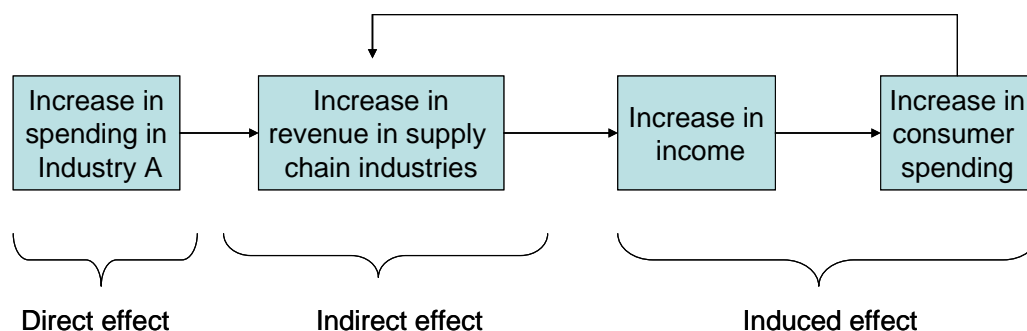 Increase in
spending in
Industry A
Increase in
revenue in supply
chain industries
Increase in
income
Increase in
consumer
spending
Direct effect
Indirect effect
Induced effect